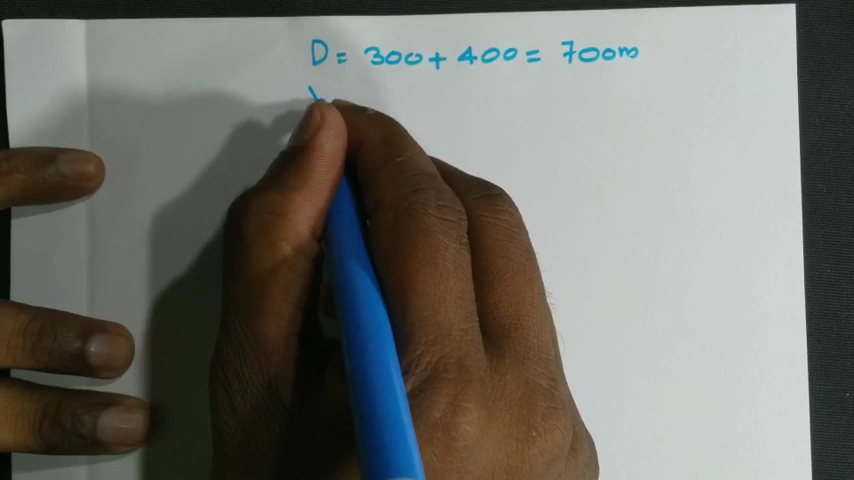 D = 300 + 400 = 700m